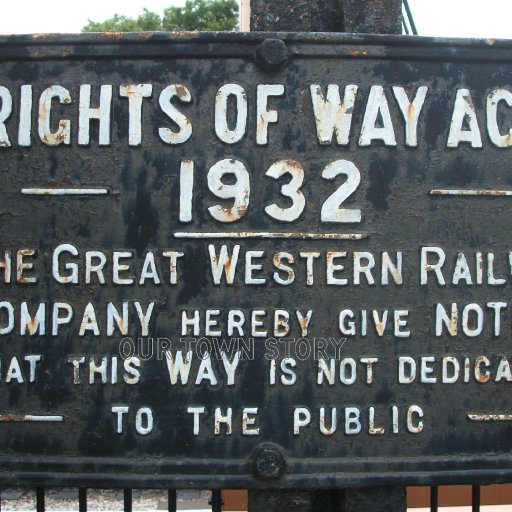 RIGHTS OF WAY AC
1932
HE GREAT WESTERN RAIL
OMPANY HEREBY GIVE NOT
OUR TOWN STORY
AT THIS WAY IS NOT DEDICA
TO THE PUBLIC